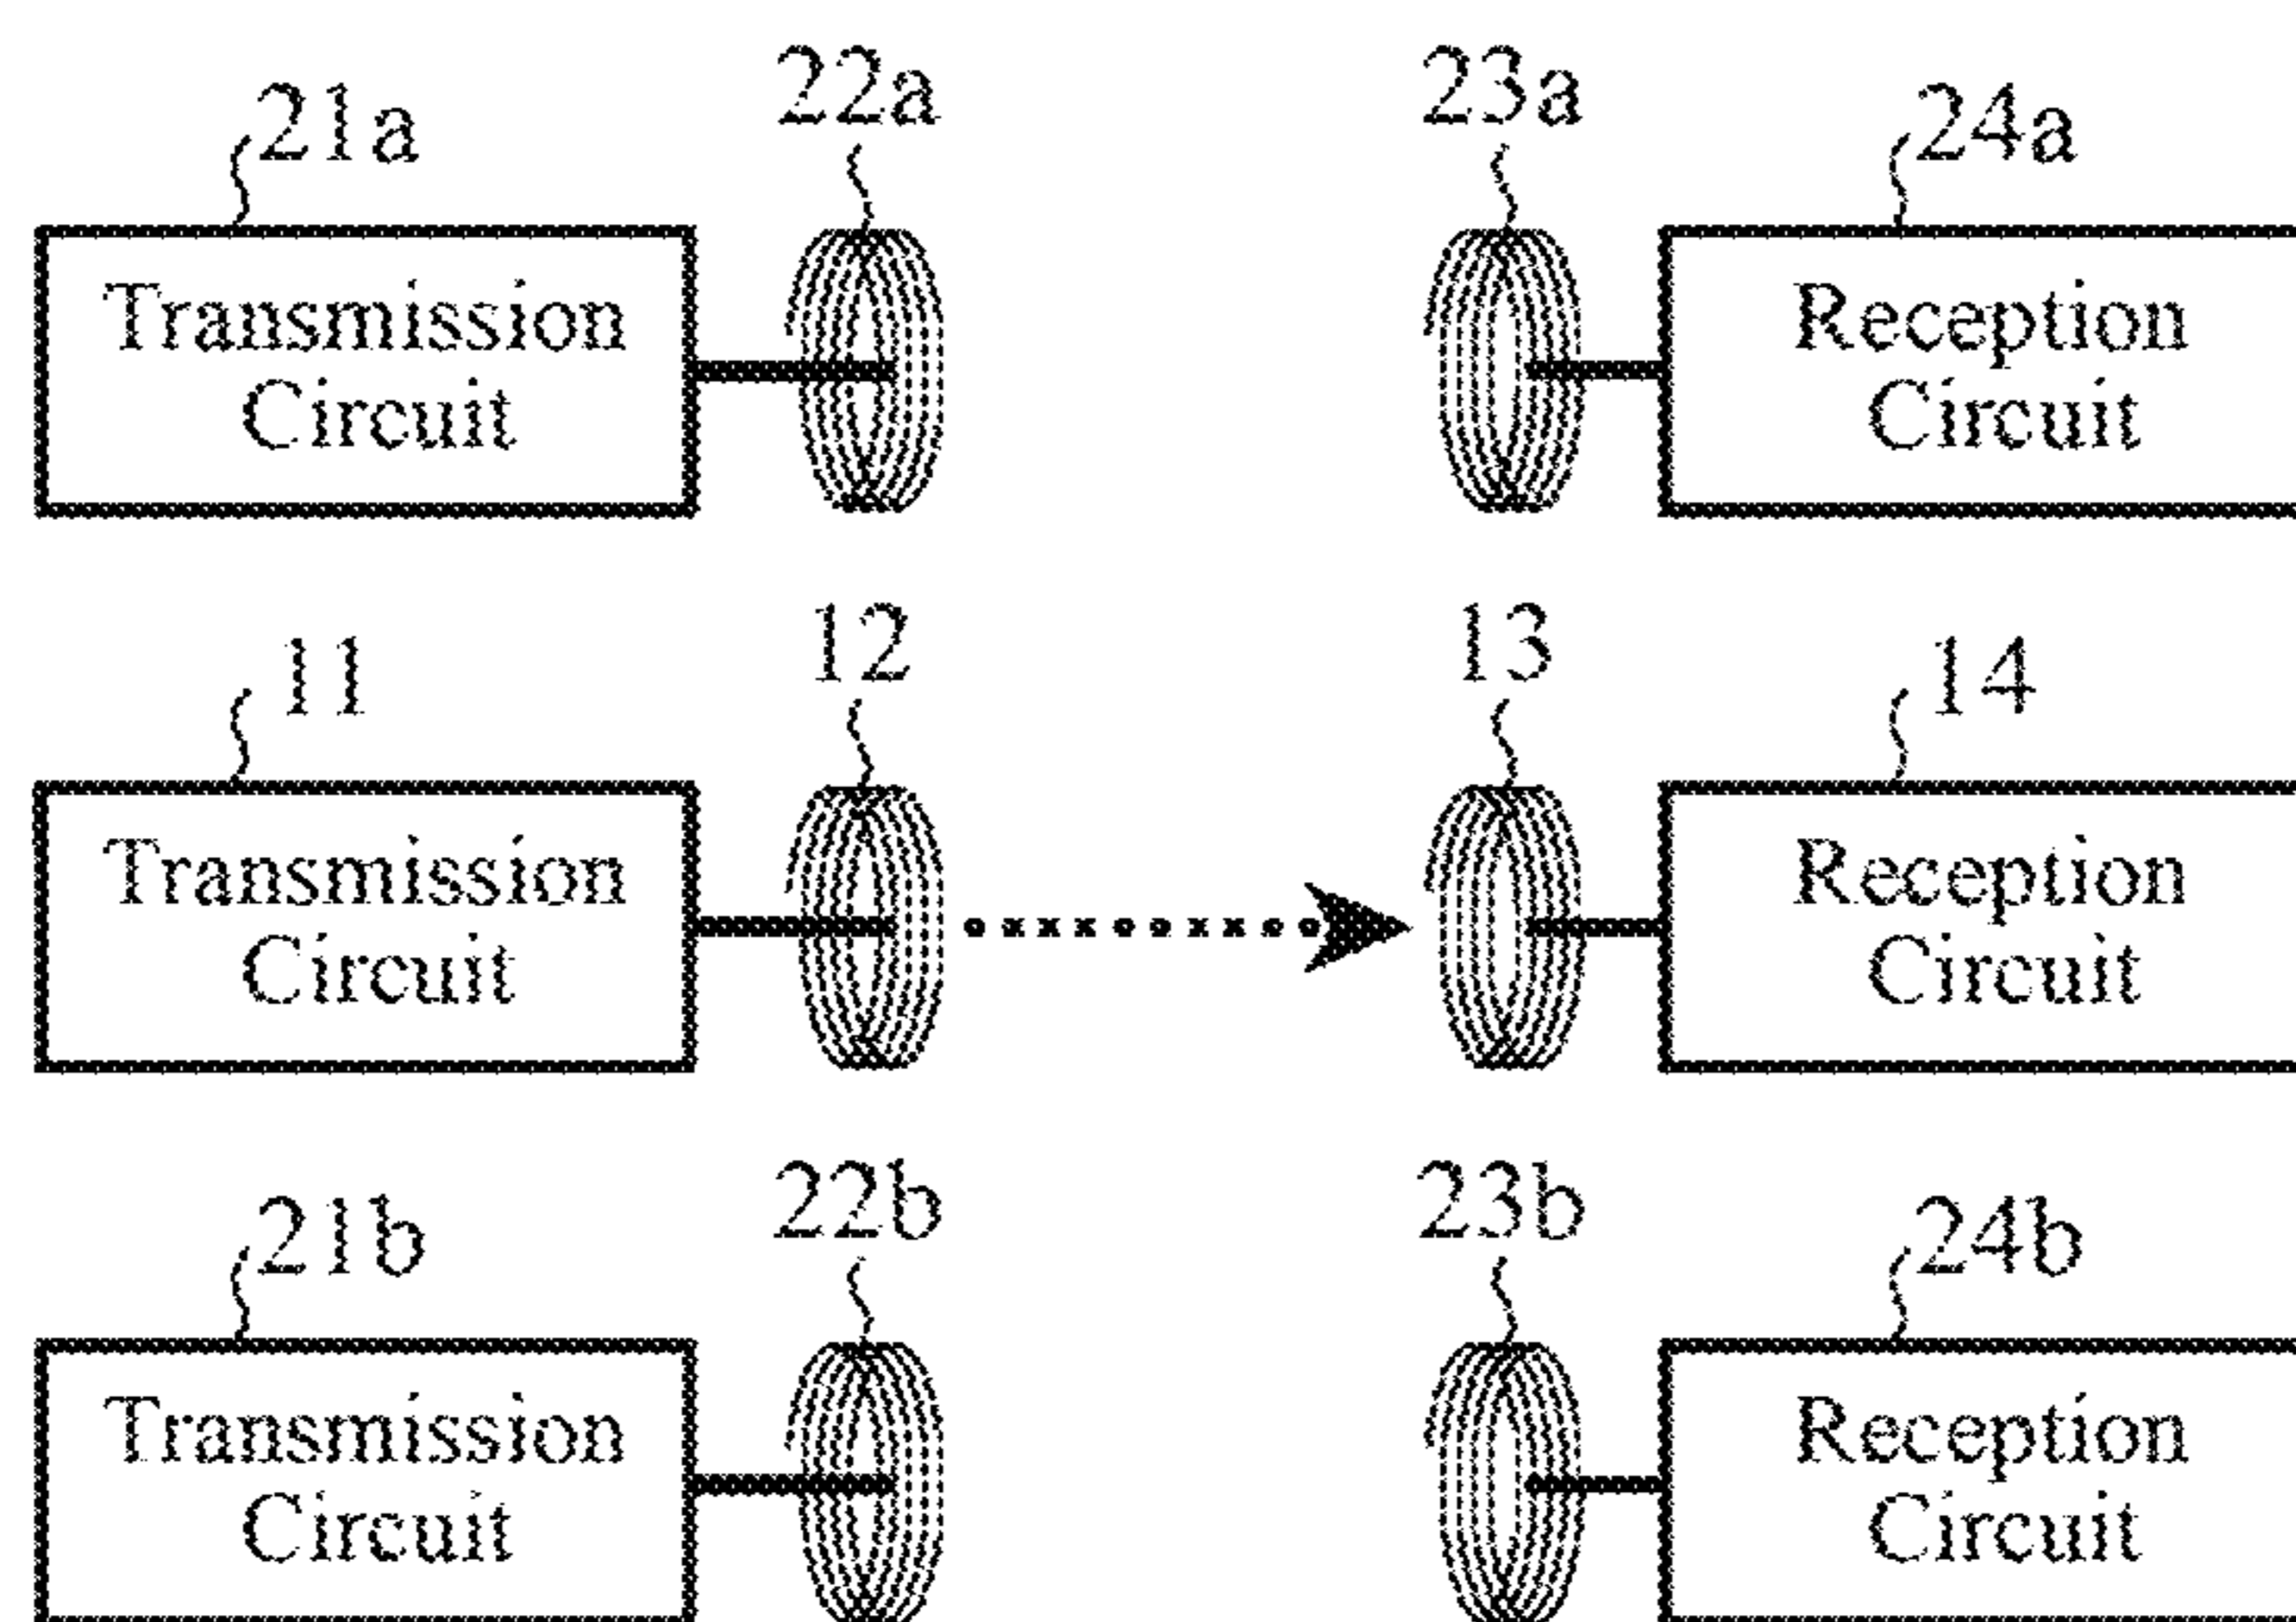 22a 23a
21a 24a
Transmission Reception
Circuit Circuit
12 13
11 14
Transmission Reception
Circuit Circuit
22b 23b
21b 24b
Transmission Reception
Circuit Circuit